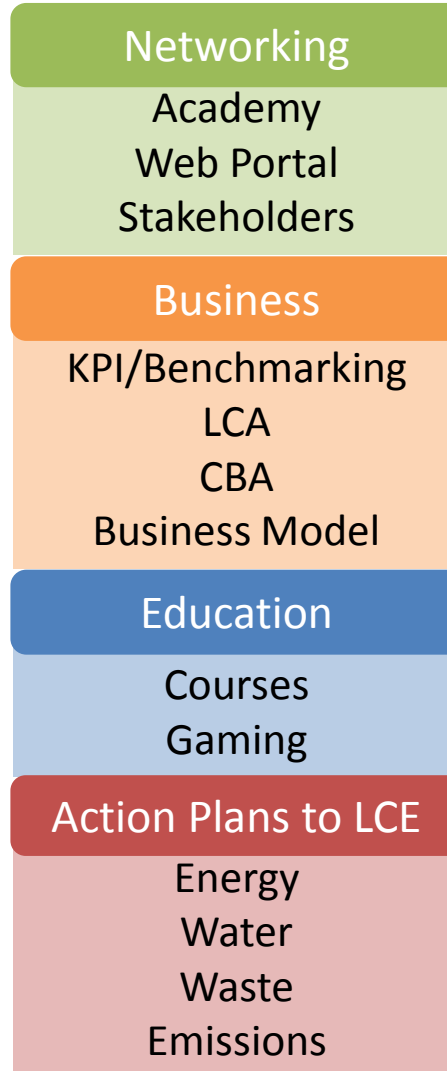 Networking
Academy
Web Portal
Stakeholders
Business
KPI/Benchmarking
LCA
CBA
Business Model
Education
Courses
Gaming
Action Plans to LCE
Energy
Water
Waste
Emissions